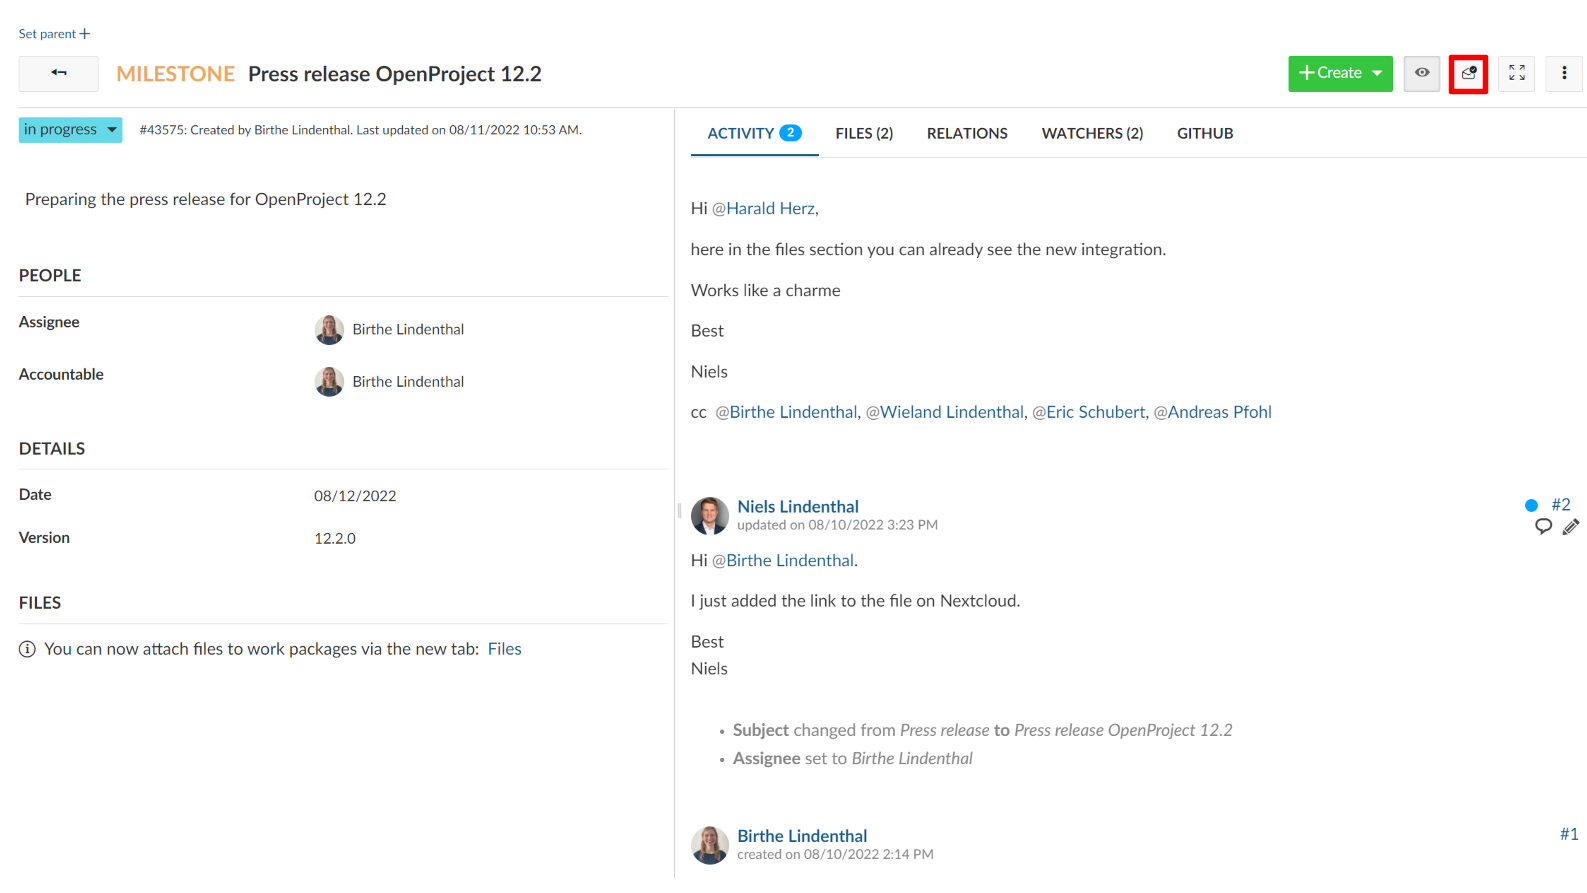 Set parent +
MILESTONE Press release OpenProject 12.2
+ Create
in progress #43575: Created by Birthe Lindenthal. Last updated on 08/11/2022 10:53 AM.
Preparing the press release for OpenProject 12.2
PEOPLE
Assignee Birthe Lindenthal
Accountable Birthe Lindenthal
DETAILS
Date 08/12/2022
Version 12.2.0
FILES
You can now attach files to work packages via the new tab: Files
ACTIVITY 2 FILES (2) RELATIONS WATCHERS (2) GITHUB
Hi @Harald Herz,
here in the files section you can already see the new integration.
Works like a charme
Best
Niels
cc @Birthe Lindenthal, @Wieland Lindenthal, @Eric Schubert, @Andreas Pfohl
Niels Lindenthal #2
updated on 08/10/2022 3:23 PM
Hi @Birthe Lindenthal.
I just added the link to the file on Nextcloud.
Best
Niels
• Subject changed from Press release to Press release OpenProject 12.2
• Assignee set to Birthe Lindenthal
Birthe Lindenthal #1
created on 08/10/2022 2:14 PM